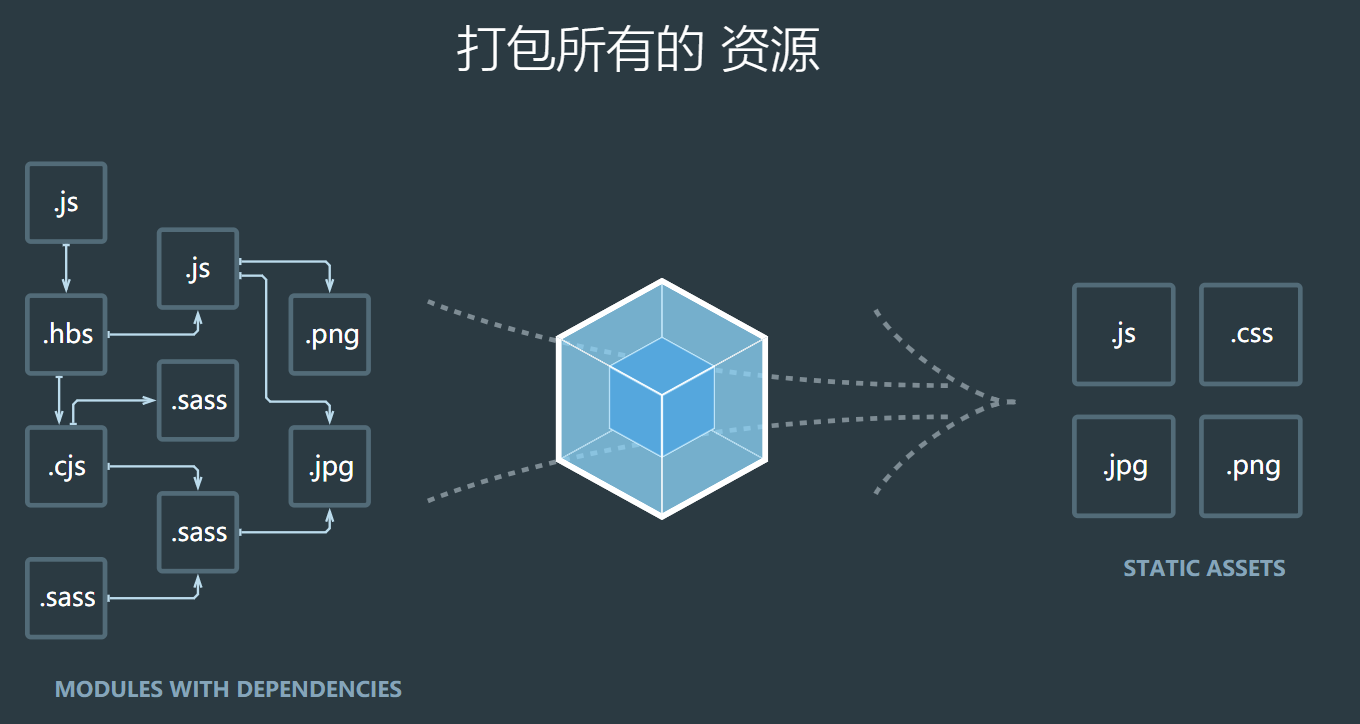 打包所有的 资源
.js
.js
.hbs
.png
.sass
.cjs
.jpg
.sass
.sass
MODULES WITH DEPENDENCIES
.js
.css
.jpg
.png
STATIC ASSETS